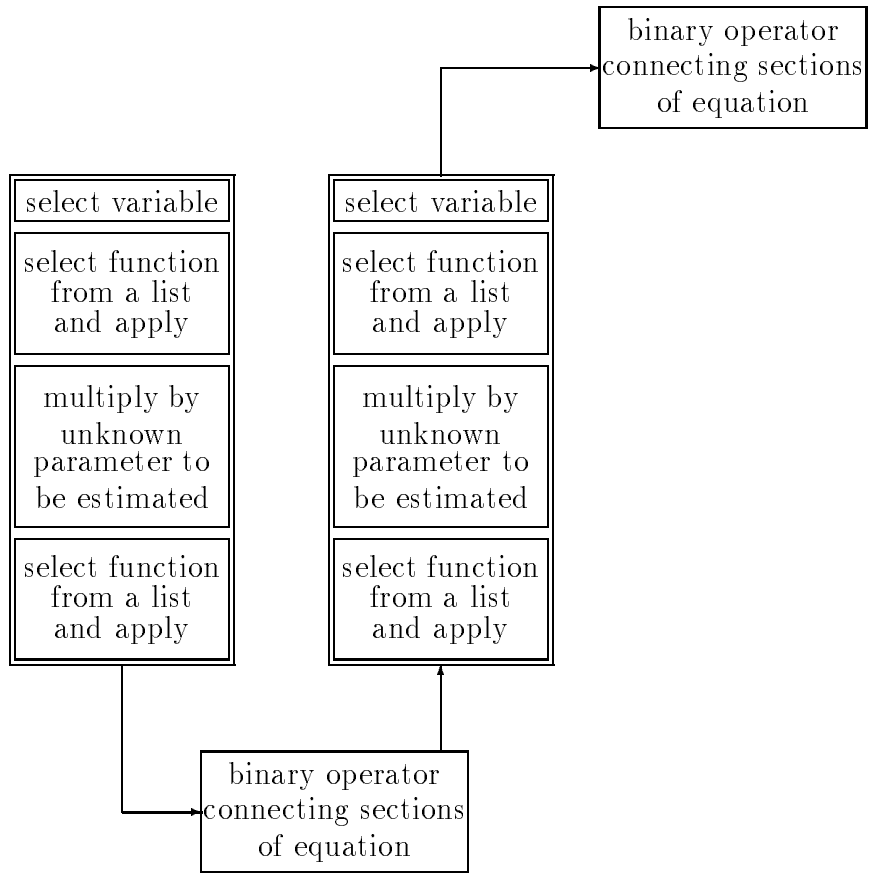 select variable
select function
from a list
and apply
multiply by
unknown
parameter to
be estimated
select function
from a list
and apply
binary operator
connecting sections
of equation
select variable
select function
from a list
and apply
multiply by
unknown
parameter to
be estimated
select function
from a list
and apply
binary operator
connecting sections
of equation